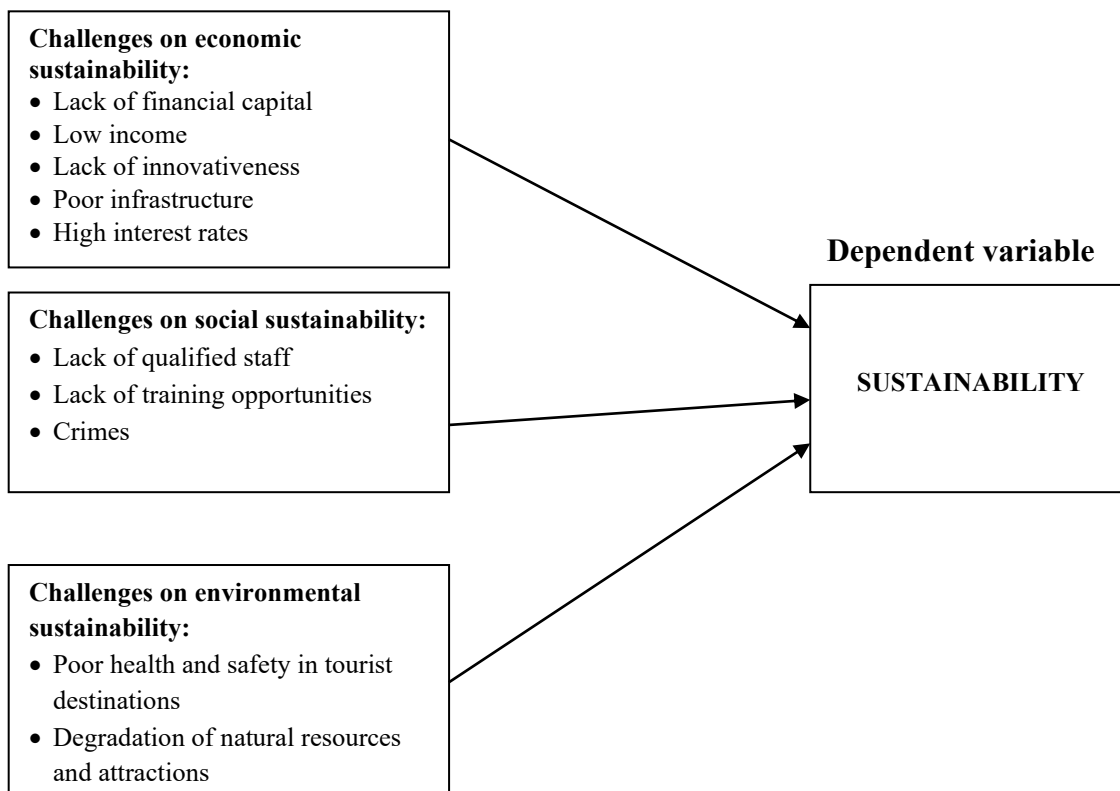 Challenges on economic
sustainability:
• Lack of financial capital
• Low income
• Lack of innovativeness
• Poor infrastructure
• High interest rates
Dependent variable
Challenges on social sustainability:
• Lack of qualified staff
• Lack of training opportunities
• Crimes
SUSTAINABILITY
Challenges on environmental
sustainability:
• Poor health and safety in tourist
destinations
• Degradation of natural resources
and attractions